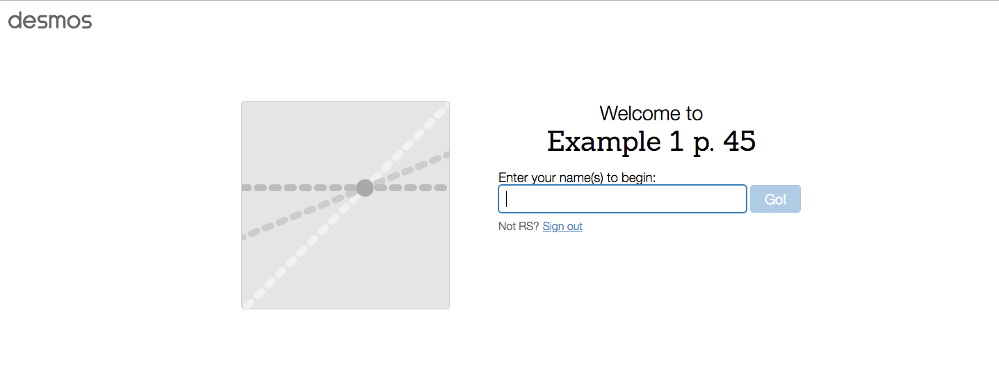 desmos
Welcome to
Example 1 p. 45
Enter your name(s) to begin:
Go!
Not RS? Sign out